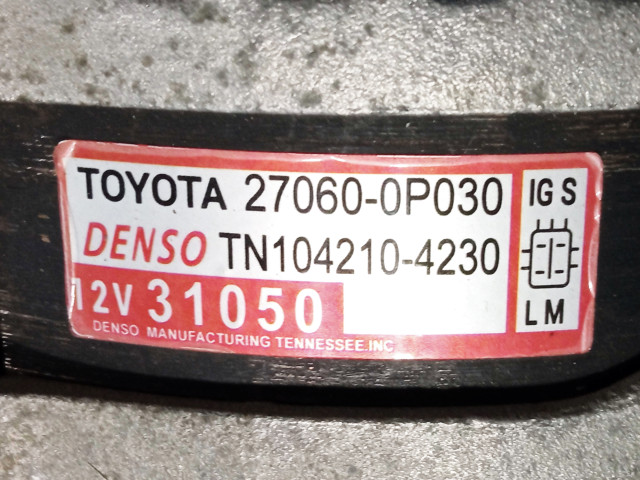 TOYOTA 27060-0P030
DENSO TN104210-4230
12V 31050
DENSO MANUFACTURING TENNESSEE.INC
IG S
L M